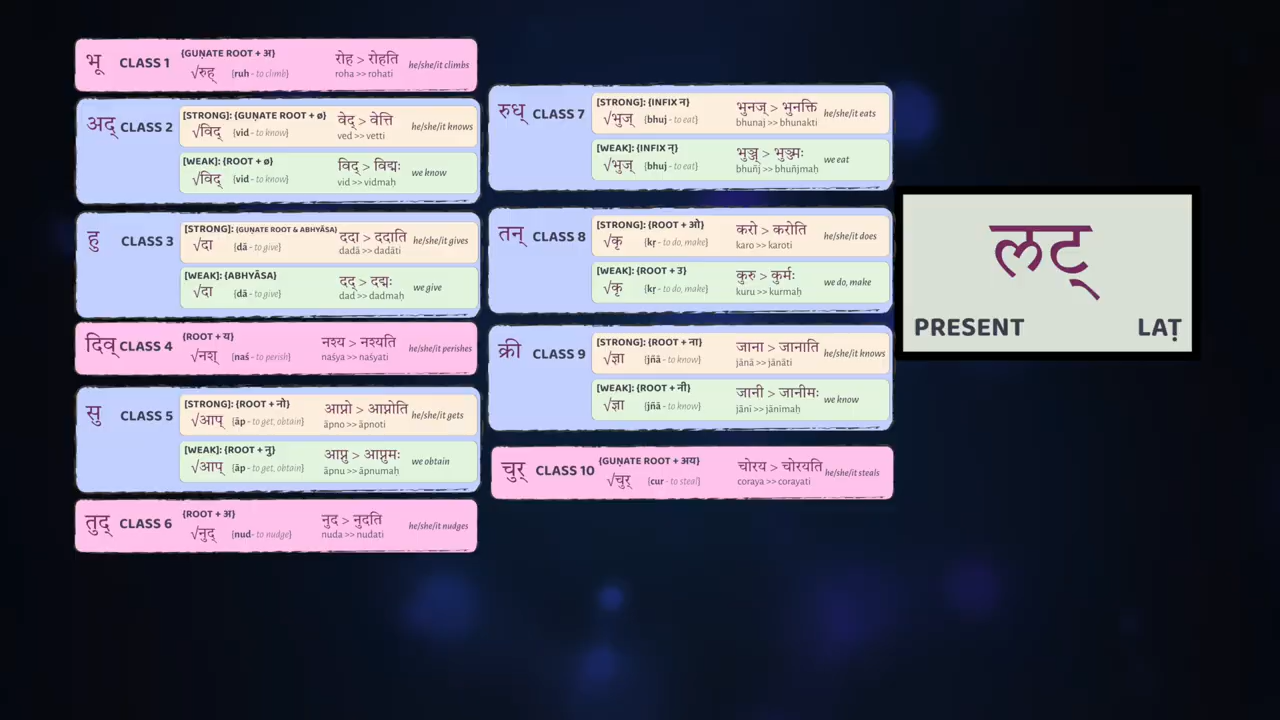 भू CLASS 1
{GUṆATE ROOT + अ}
√रुह् {ruh - to climb}
रोह > रोहति
roha >> rohati
he/she/it climbs
अद् CLASS 2
[STRONG]: {GUṆATE ROOT + ø}
√विद् {vid - to know}
वेद् > वेत्ति
ved >> vetti
he/she/it knows
[WEAK]: {ROOT + ø}
√विद् {vid - to know}
विद् > विद्मः
vid >> vidmaḥ
we know
हु CLASS 3
[STRONG]: {GUṆATE ROOT & ABHYĀSA}
√दा {dā - to give}
ददा > ददाति
dadā >> dadāti
he/she/it gives
[WEAK]: {ABHYĀSA}
√दा {dā - to give}
दद् > दद्मः
dad >> dadmaḥ
we give
दिव् CLASS 4
{ROOT + य}
√नश् {naś - to perish}
नश्य > नश्यति
naśya >> naśyati
he/she/it perishes
सु CLASS 5
[STRONG]: {ROOT + नो}
√आप् {āp - to get, obtain}
आप्नो > आप्नोति
āpno >> āpnoti
he/she/it gets
[WEAK]: {ROOT + नु}
√आप् {āp - to get, obtain}
आप्नु > आप्नुमः
āpnu >> āpnumaḥ
we obtain
तुद् CLASS 6
{ROOT + अ}
√नुद् {nud- to nudge}
नुद > नुदति
nuda >> nudati
he/she/it nudges
रुध् CLASS 7
[STRONG]: {INFIX न}
√भुज् {bhuj - to eat}
भुनज् > भुनक्ति
bhunaj >> bhunakti
he/she/it eats
[WEAK]: {INFIX न्}
√भुज् {bhuj - to eat}
भुञ्ज् > भुञ्ज्मः
bhuñj >> bhuñjmaḥ
we eat
तन् CLASS 8
[STRONG]: {ROOT + ओ}
√कृ {kṛ - to do, make}
करो > करोति
karo >> karoti
he/she/it does
[WEAK]: {ROOT + उ}
√कृ {kṛ - to do, make}
कुरु > कुर्मः
kuru >> kurmaḥ
we do, make
क्री CLASS 9
[STRONG]: {ROOT + ना}
√ज्ञा {jñā - to know}
जाना > जानाति
jānā >> jānāti
he/she/it knows
[WEAK]: {ROOT + नी}
√ज्ञा {jñā - to know}
जानी > जानीमः
jānī >> jānīmaḥ
we know
चुर् CLASS 10
{GUṆATE ROOT + अय}
√चुर् {cur - to steal}
चोरय > चोरयति
coraya >> corayati
he/she/it steals
लट्
PRESENT LAṬ